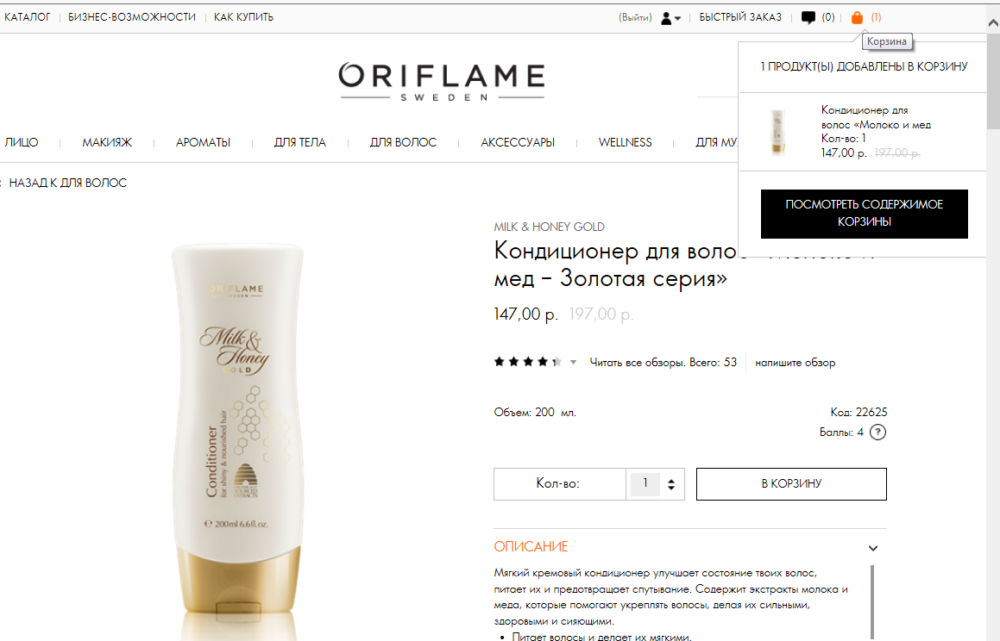 КАТАЛОГ БИЗНЕС-ВОЗМОЖНОСТИ КАК КУПИТЬ (Выйти) БЫСТРЫЙ ЗАКАЗ (0) (1)
Корзина
1 ПРОДУКТ(Ы) ДОБАВЛЕНЫ В КОРЗИНУ
Кондиционер для
волос «Молоко и мед
Кол-во: 1
147,00 р. 197,00 р.
ПОСМОТРЕТЬ СОДЕРЖИМОЕ
КОРЗИНЫ
ORIFLAME
SWEDEN
ЛИЦО МАКИЯЖ АРОМАТЫ ДЛЯ ТЕЛА ДЛЯ ВОЛОС АКСЕССУАРЫ WELLNESS ДЛЯ
НАЗАД К ДЛЯ ВОЛОС
ORIFLAME
SWEDEN
Milk &
Honey
GOLD
Conditioner
for shiny & nourished hair
ORGANICALLY
SOURCED
EXTRACTS
℮ 200ml 6.6fl.oz.
MILK & HONEY GOLD
Кондиционер для
мед – Золотая серия»
147,00 р. 197,00 р.
Читать все обзоры. Всего: 53 напишите обзор
Объем: 200 мл. Код: 22625
Баллы: 4 ?
Кол-во: 1 В КОРЗИНУ
ОПИСАНИЕ
Мягкий кремовый кондиционер улучшает состояние твоих волос,
питает их и предотвращает спутывание. Содержит экстракты молока и
меда, которые помогают укреплять волосы, делая их сильными,
здоровыми и сияющими.
• Питает волосы и делает их мягкими.